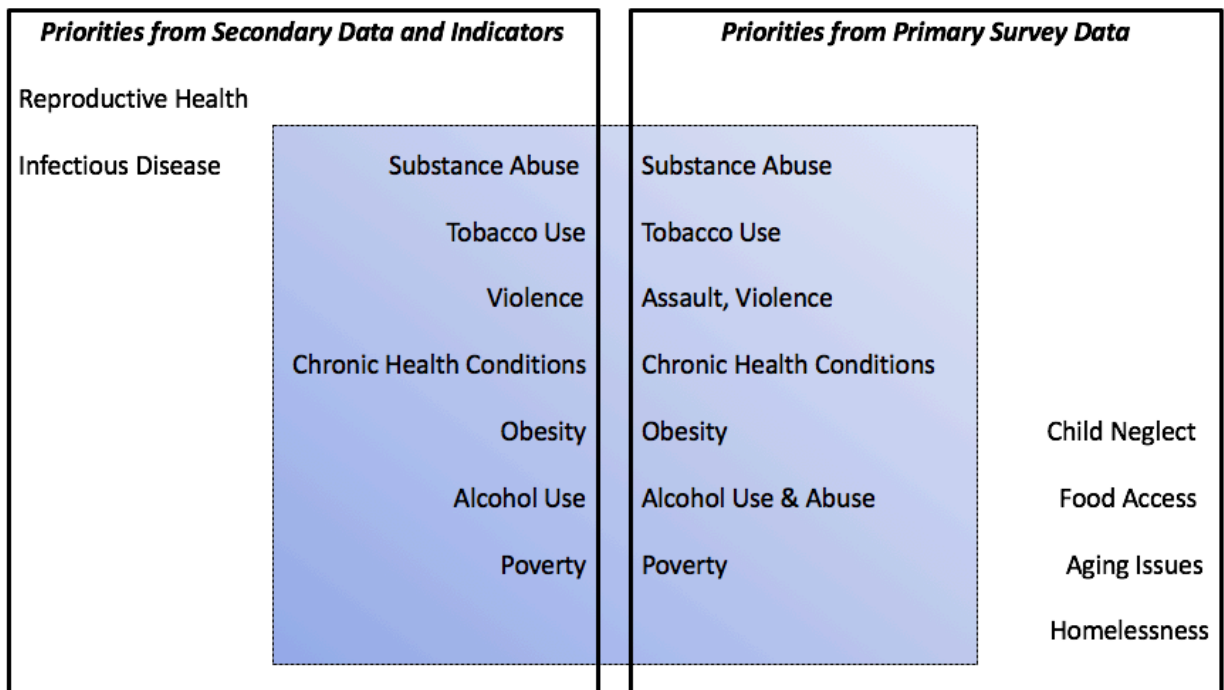 Priorities from Secondary Data and Indicators
Reproductive Health
Infectious Disease
Substance Abuse
Tobacco Use
Violence
Chronic Health Conditions
Obesity
Alcohol Use
Poverty
Priorities from Primary Survey Data
Substance Abuse
Tobacco Use
Assault, Violence
Chronic Health Conditions
Obesity
Alcohol Use & Abuse
Poverty
Child Neglect
Food Access
Aging Issues
Homelessness